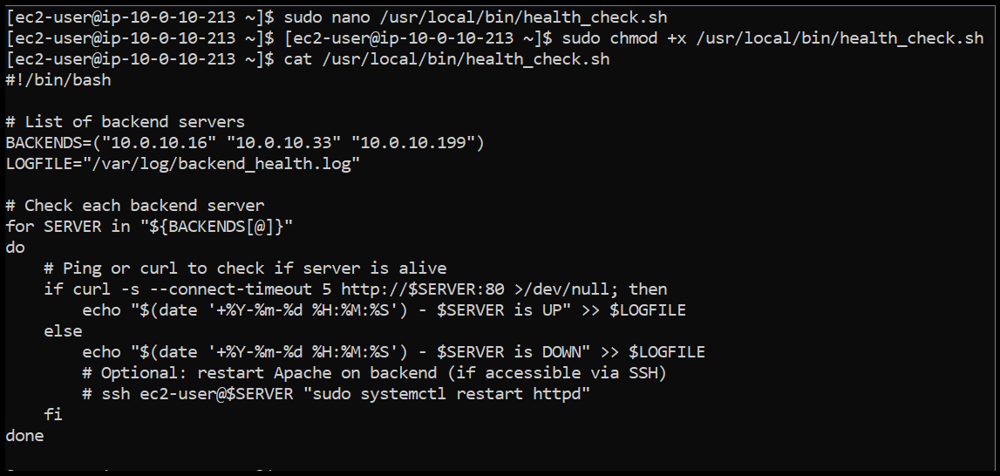 [ec2-user@ip-10-0-10-213 ~]$ sudo nano /usr/local/bin/health_check.sh
[ec2-user@ip-10-0-10-213 ~]$ [ec2-user@ip-10-0-10-213 ~]$ sudo chmod +x /usr/local/bin/health_check.sh
[ec2-user@ip-10-0-10-213 ~]$ cat /usr/local/bin/health_check.sh
#!/bin/bash

# List of backend servers
BACKENDS=("10.0.10.16" "10.0.10.33" "10.0.10.199")
LOGFILE="/var/log/backend_health.log"

# Check each backend server
for SERVER in "${BACKENDS[@]}"
do
    # Ping or curl to check if server is alive
    if curl -s --connect-timeout 5 http://$SERVER:80 >/dev/null; then
        echo "$(date '+%Y-%m-%d %H:%M:%S') - $SERVER is UP" >> $LOGFILE
    else
        echo "$(date '+%Y-%m-%d %H:%M:%S') - $SERVER is DOWN" >> $LOGFILE
        # Optional: restart Apache on backend (if accessible via SSH)
        # ssh ec2-user@$SERVER "sudo systemctl restart httpd"
    fi
done